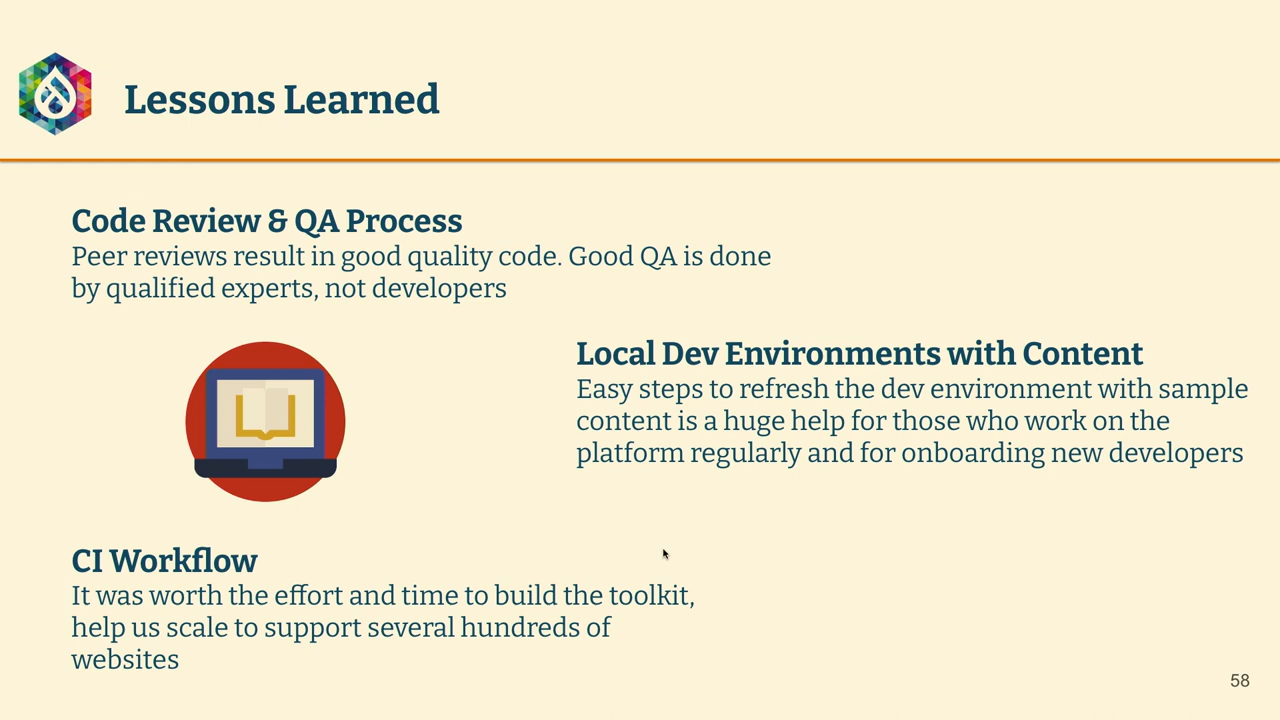 Lessons Learned
Code Review & QA Process
Peer reviews result in good quality code. Good QA is done
by qualified experts, not developers
Local Dev Environments with Content
Easy steps to refresh the dev environment with sample
content is a huge help for those who work on the
platform regularly and for onboarding new developers
CI Workflow
It was worth the effort and time to build the toolkit,
help us scale to support several hundreds of
websites
58